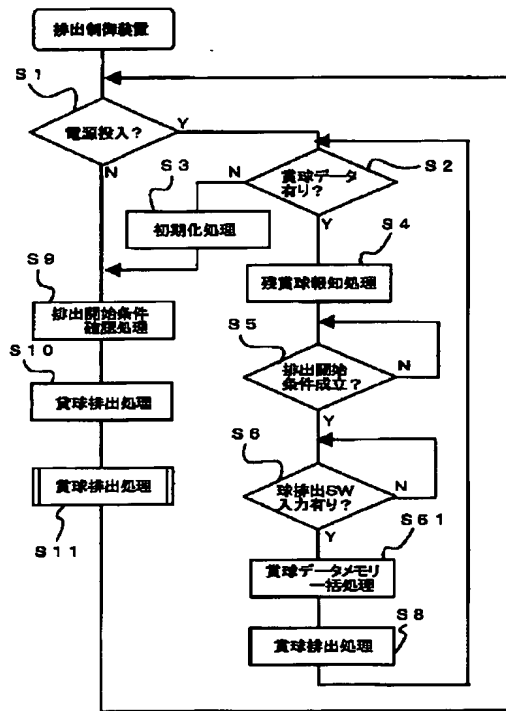 排出制御装置
S1
電源投入?
Y
N
S2
賞球データ
有り?
N
Y
S3
初期化処理
S4
残賞球報知処理
S9
排出開始条件
確認処理
S5
排出開始
条件成立?
N
Y
S10
貸球排出処理
S6
球排出SW
入力有り?
N
Y
賞球排出処理
S11
S61
賞球データメモリ
一括処理
S8
賞球排出処理